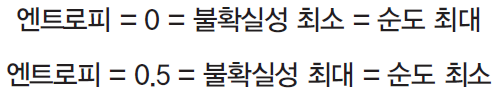 엔트로피 = 0 = 불확실성 최소 = 순도 최대
엔트로피 = 0.5 = 불확실성 최대 = 순도 최소